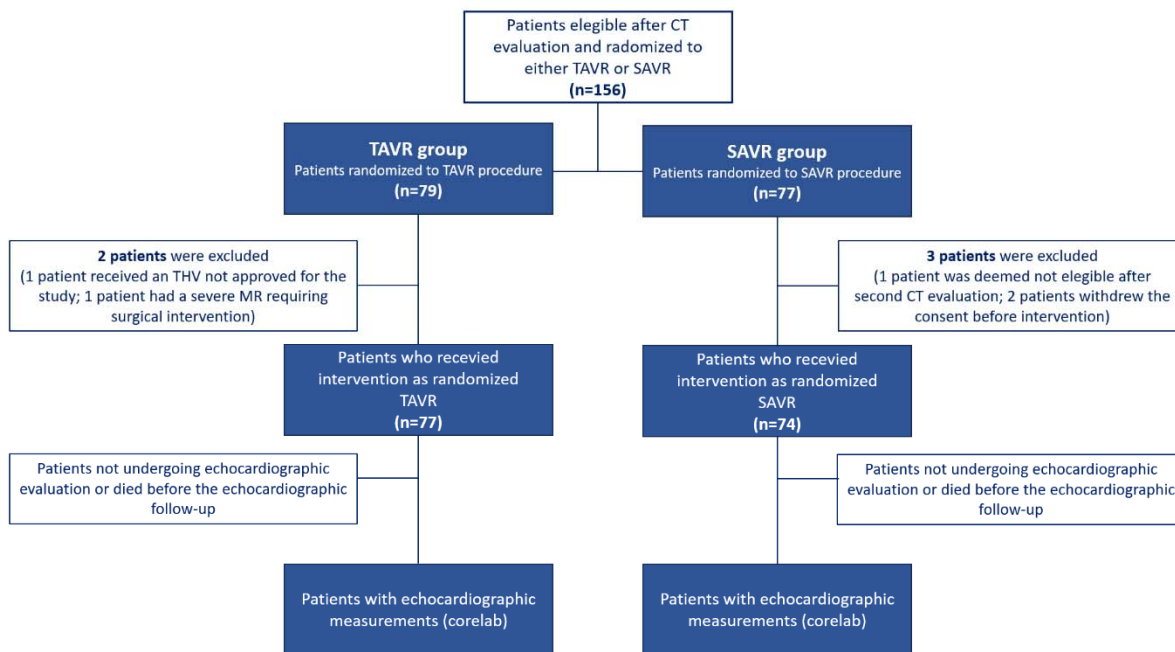 Patients elegible after CT
evaluation and radomized to
either TAVR or SAVR
(n=156)
TAVR group
Patients randomized to TAVR procedure
(n=79)
SAVR group
Patients randomized to SAVR procedure
(n=77)
2 patients were excluded
(1 patient received an THV not approved for the
study; 1 patient had a severe MR requiring
surgical intervention)
3 patients were excluded
(1 patient was deemed not elegible after
second CT evaluation; 2 patients withdrew the
consent before intervention)
Patients who recevied
intervention as randomized
TAVR
(n=77)
Patients who recevied
intervention as randomized
SAVR
(n=74)
Patients not undergoing echocardiographic
evaluation or died before the echocardiographic
follow-up
Patients not undergoing echocardiographic
evaluation or died before the echocardiographic
follow-up
Patients with echocardiographic
measurements (corelab)
Patients with echocardiographic
measurements (corelab)